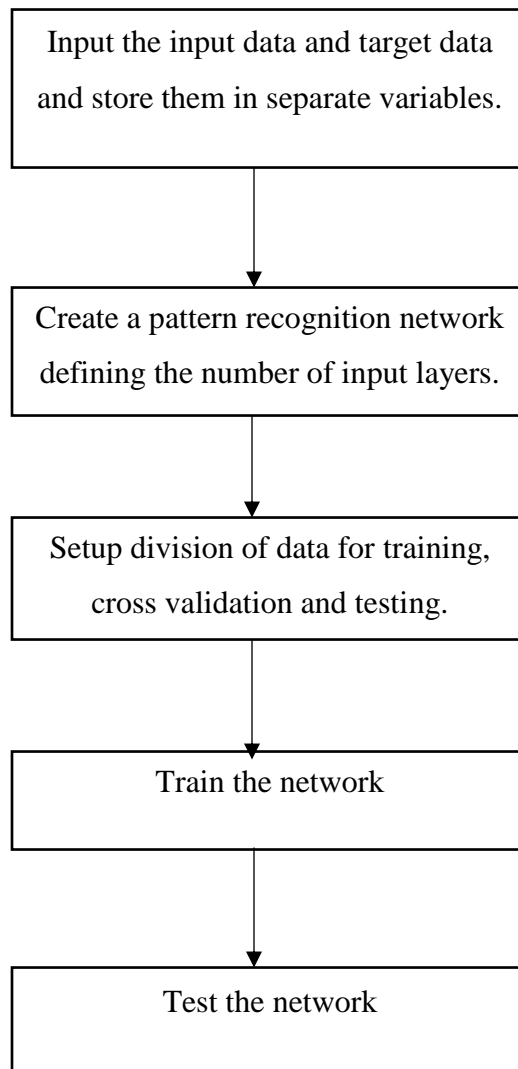 Input the input data and target data
and store them in separate variables.
Create a pattern recognition network
defining the number of input layers.
Setup division of data for training,
cross validation and testing.
Train the network
Test the network